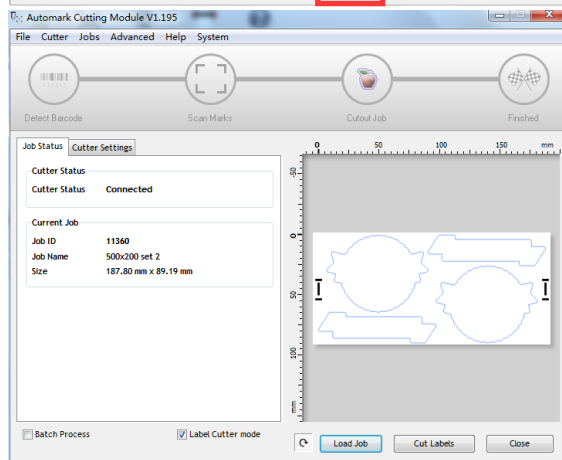 Automark Cutting Module V1.195
File Cutter Jobs Advanced Help System
Detect Barcode
Scan Marks
Cutout Job
Finished
Job Status Cutter Settings
Cutter Status
Cutter Status Connected
Current Job
Job ID 11360
Job Name 500x200 set 2
Size 187.80 mm x 89.19 mm
0 50 100 150 mm
-50
0
50
100
mm
Batch Process
Label Cutter mode
Load Job
Cut Labels
Close